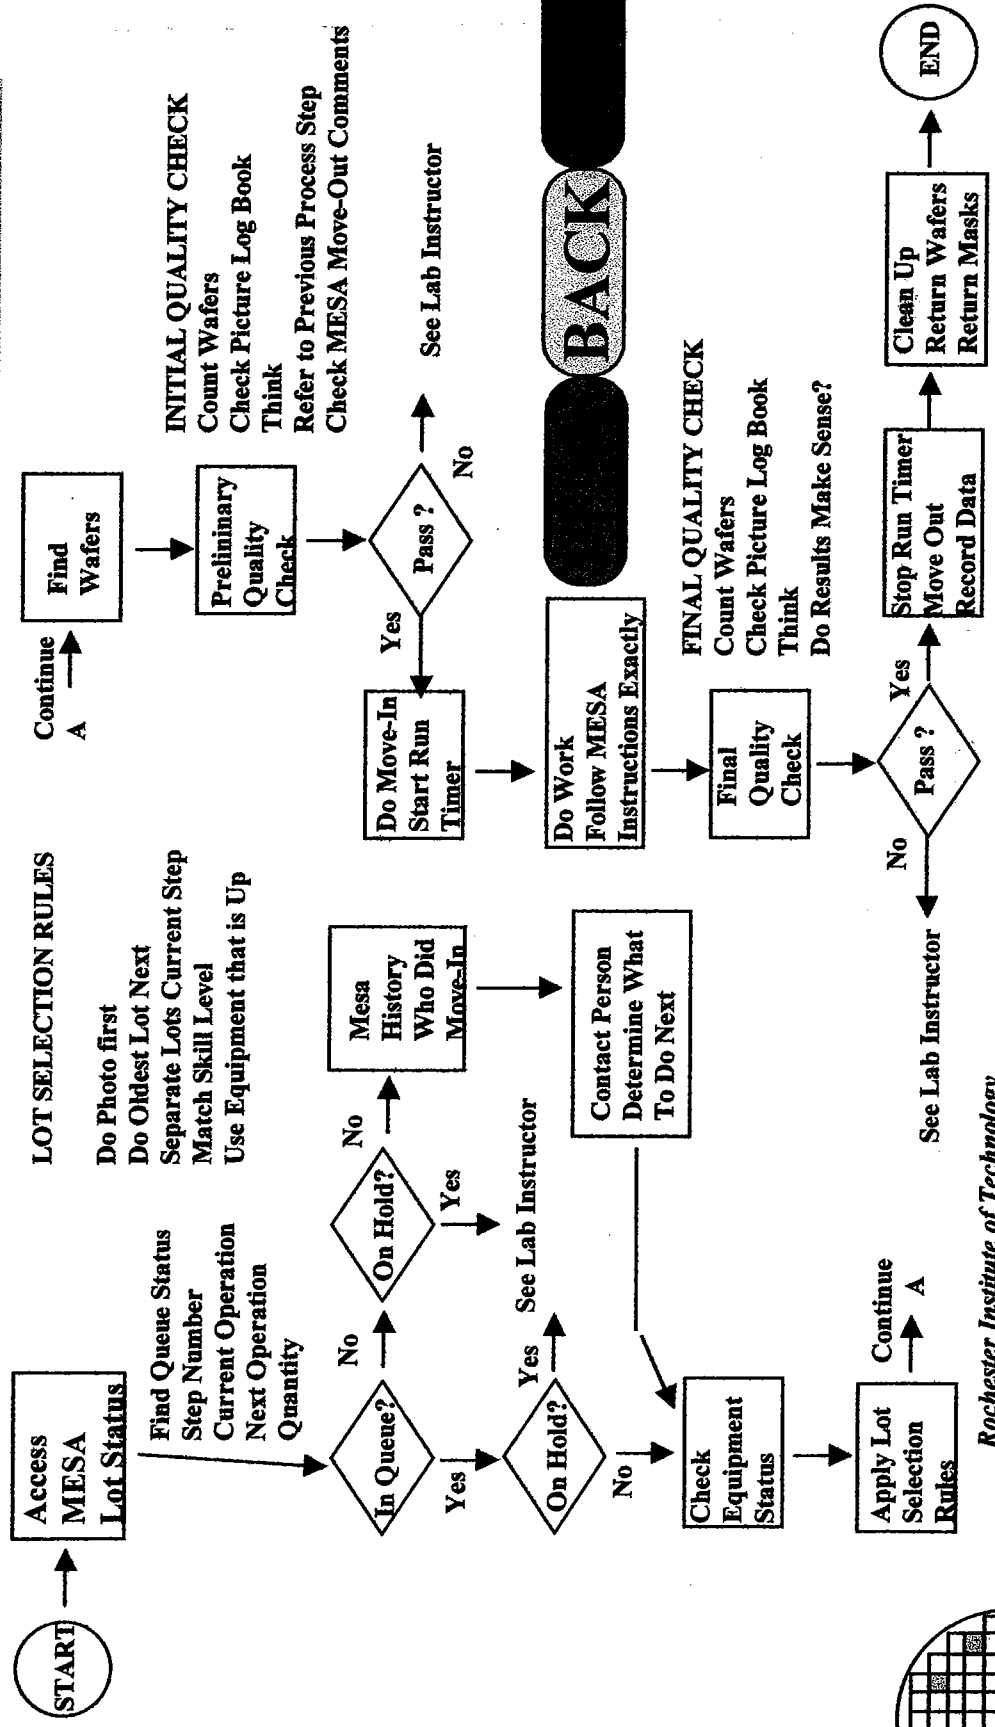 START
Access
MESA
Lot Status
Find Queue Status
Step Number
Current Operation
Next Operation
Quantity
In Queue?
No
On Hold?
No
Mesa
History
Who Did
Move-In
Yes
See Lab Instructor
Contact Person
Determine What
To Do Next
Yes
On Hold?
Yes
No
Check
Equipment
Status
Apply Lot
Selection
Rules
Continue
A
LOT SELECTION RULES
Do Photo first
Do Oldest Lot Next
Separate Lots Current Step
Match Skill Level
Use Equipment that is Up
Continue
A
Find
Wafers
Prelininary
Quality
Check
INITIAL QUALITY CHECK
Count Wafers
Check Picture Log Book
Think
Refer to Previous Process Step
Check MESA Move-Out Comments
Pass ?
No
See Lab Instructor
Yes
Do Move-In
Start Run
Timer
Do Work
Follow MESA
Instructions Exactly
BACK
Final
Quality
Check
FINAL QUALITY CHECK
Count Wafers
Check Picture Log Book
Think
Do Results Make Sense?
Pass ?
No
See Lab Instructor
Yes
Stop Run Timer
Move Out
Record Data
Clean Up
Return Wafers
Return Masks
END
Rochester Institute of Technology